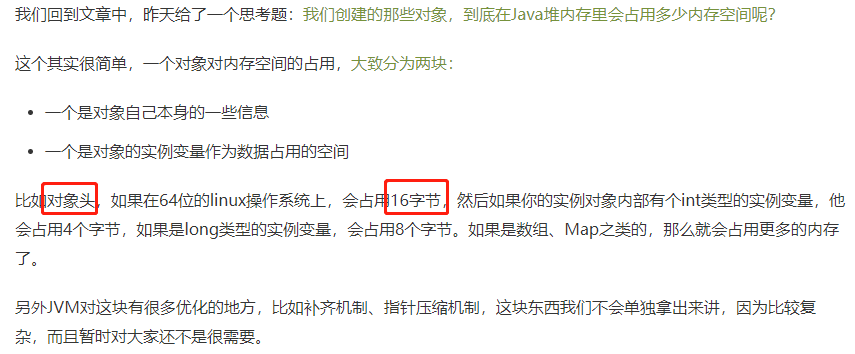 我们回到文章中，昨天给了一个思考题：我们创建的那些对象，到底在Java堆内存里会占用多少内存空间呢？
这个其实很简单，一个对象对内存空间的占用，大致分为两块：
• 一个是对象自己本身的一些信息
• 一个是对象的实例变量作为数据占用的空间
比如对象头，如果在64位的linux操作系统上，会占用16字节，然后如果你的实例对象内部有个int类型的实例变量，他
会占用4个字节，如果是long类型的实例变量，会占用8个字节。如果是数组、Map之类的，那么就会占用更多的内存
了。
另外JVM对这块有很多优化的地方，比如补齐机制、指针压缩机制，这块东西我们不会单独拿出来讲，因为比较复
杂，而且暂时对大家还不是很需要。